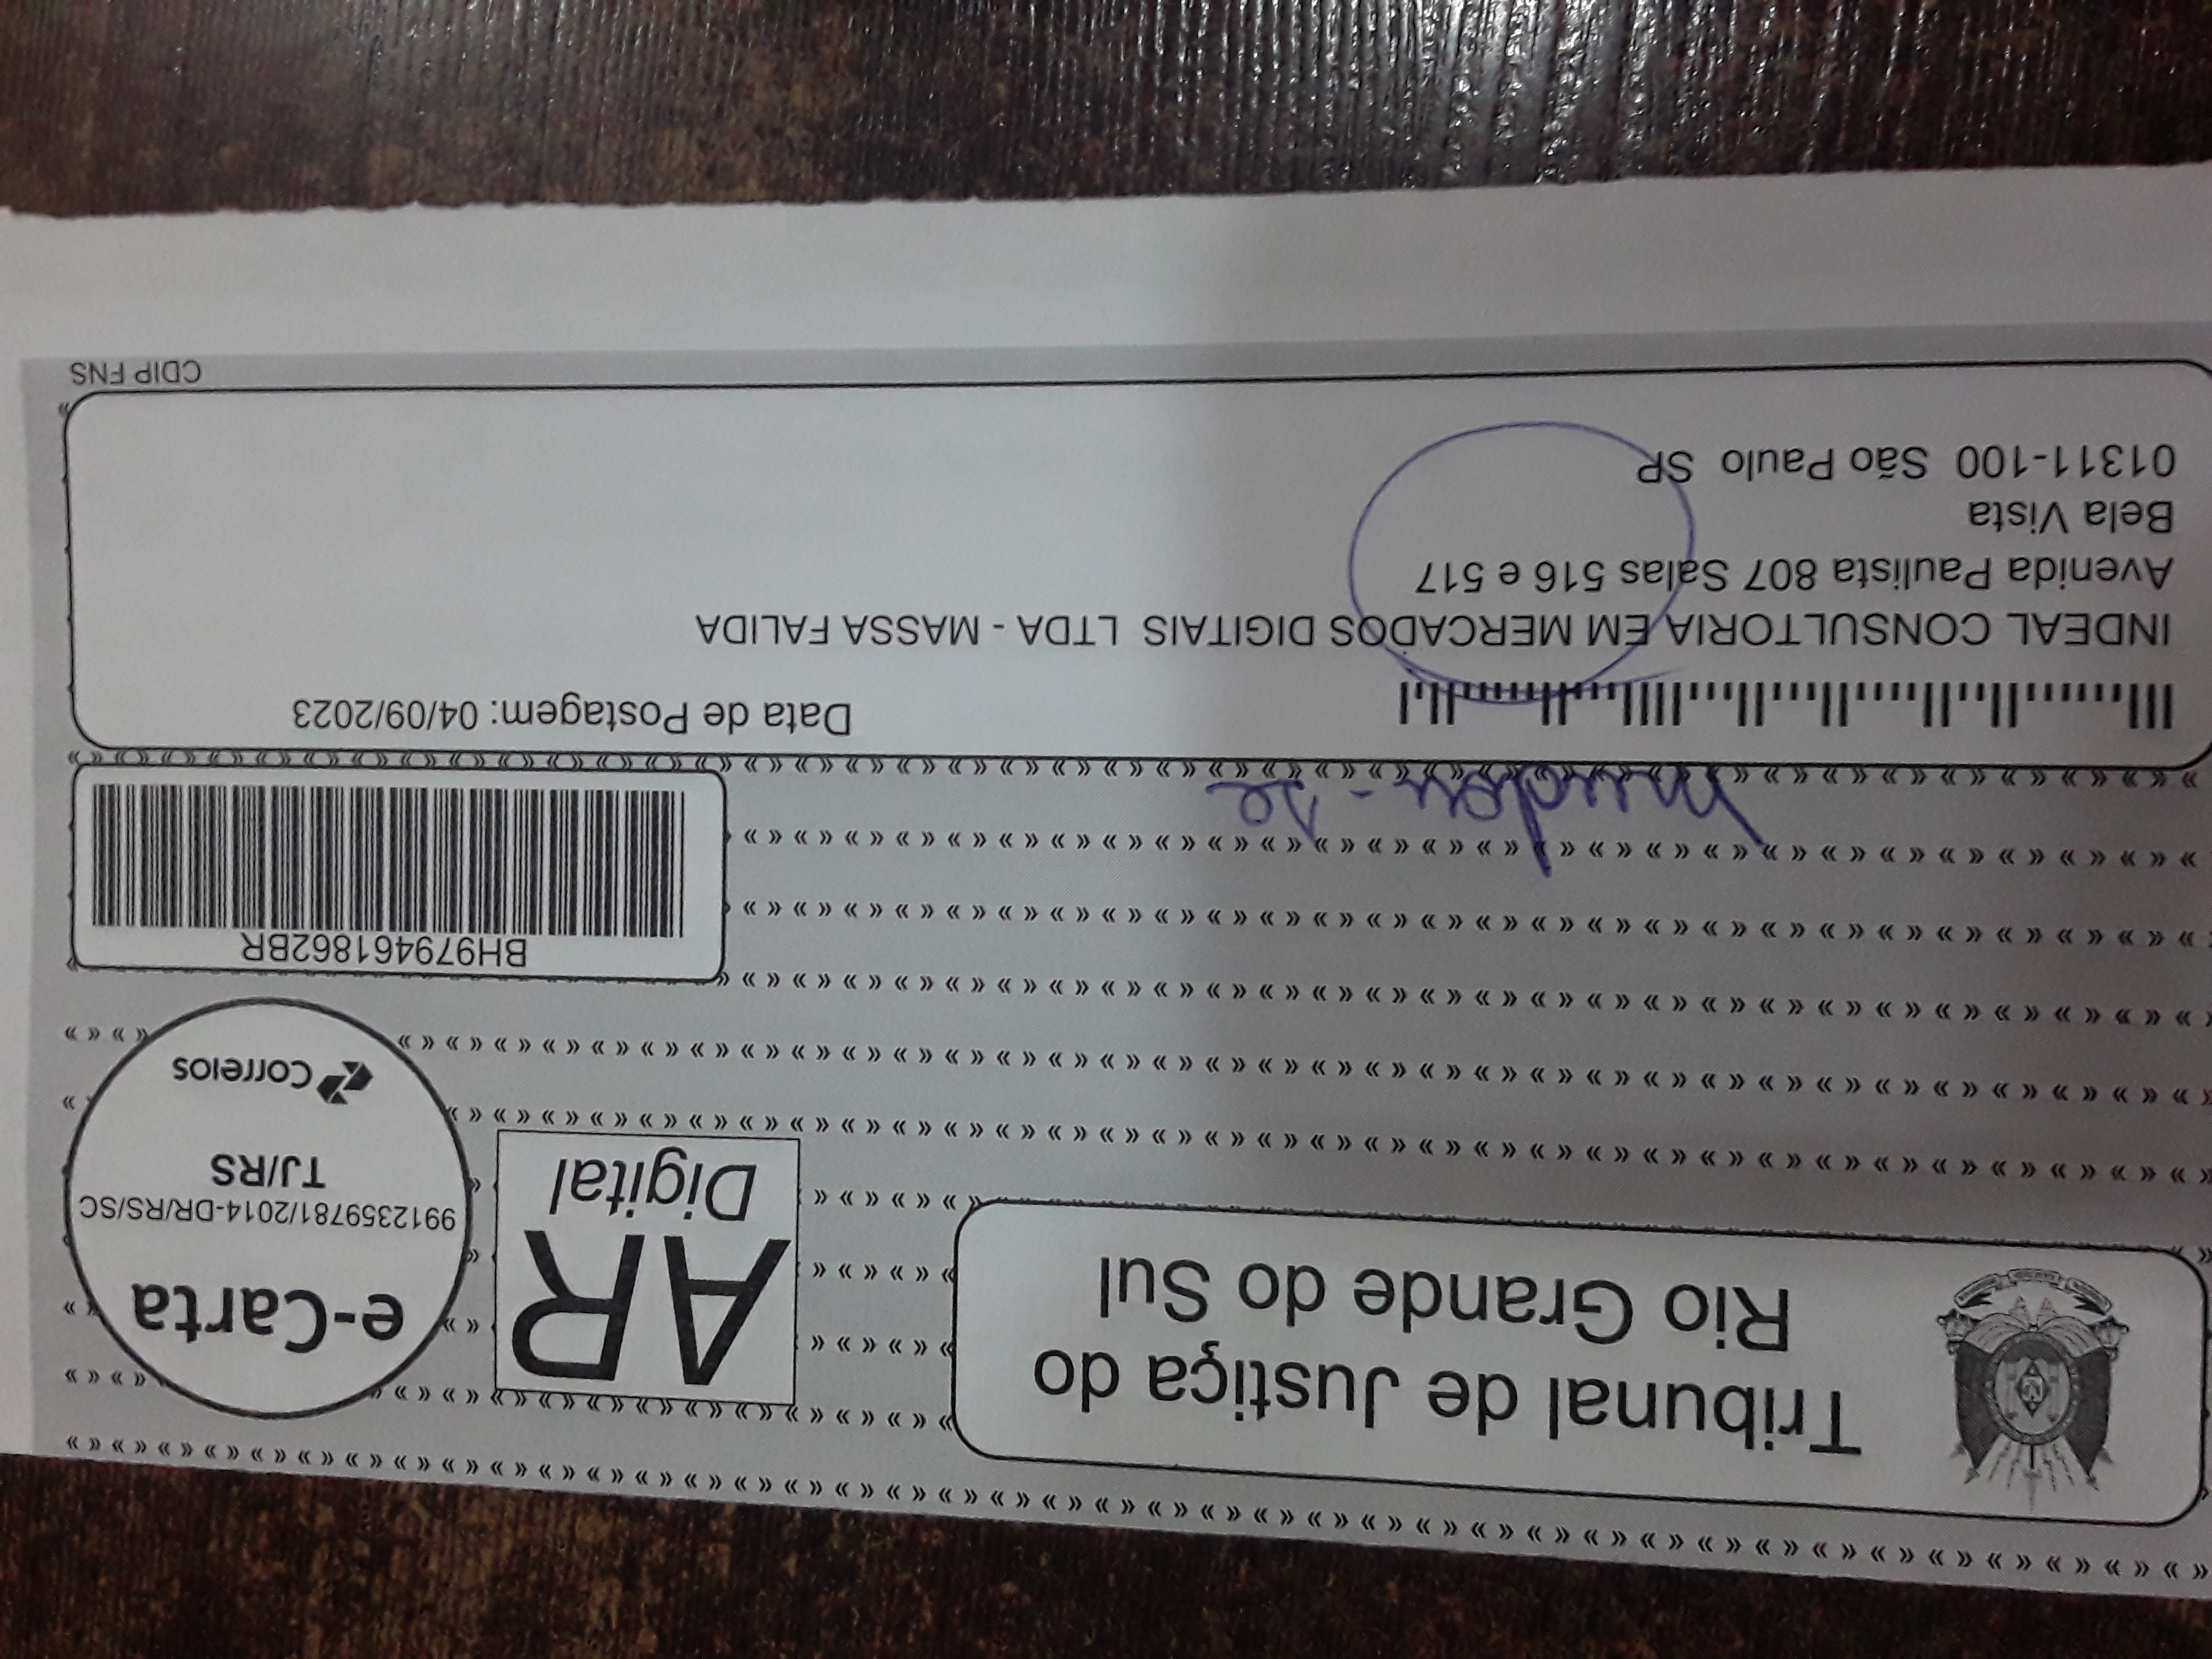 Tribunal de Justiça do
Rio Grande do Sul
AR
Digital
e-Carta
9912359781/2014-DR/RS/SC
TJ/RS
Correios
BH979461862BR
mudou-se
Data de Postagem: 04/09/2023
INDEAL CONSULTORIA EM MERCADOS DIGITAIS LTDA - MASSA FALIDA
Avenida Paulista 807 Salas 516 e 517
Bela Vista
01311-100 São Paulo SP
CDIP FNS